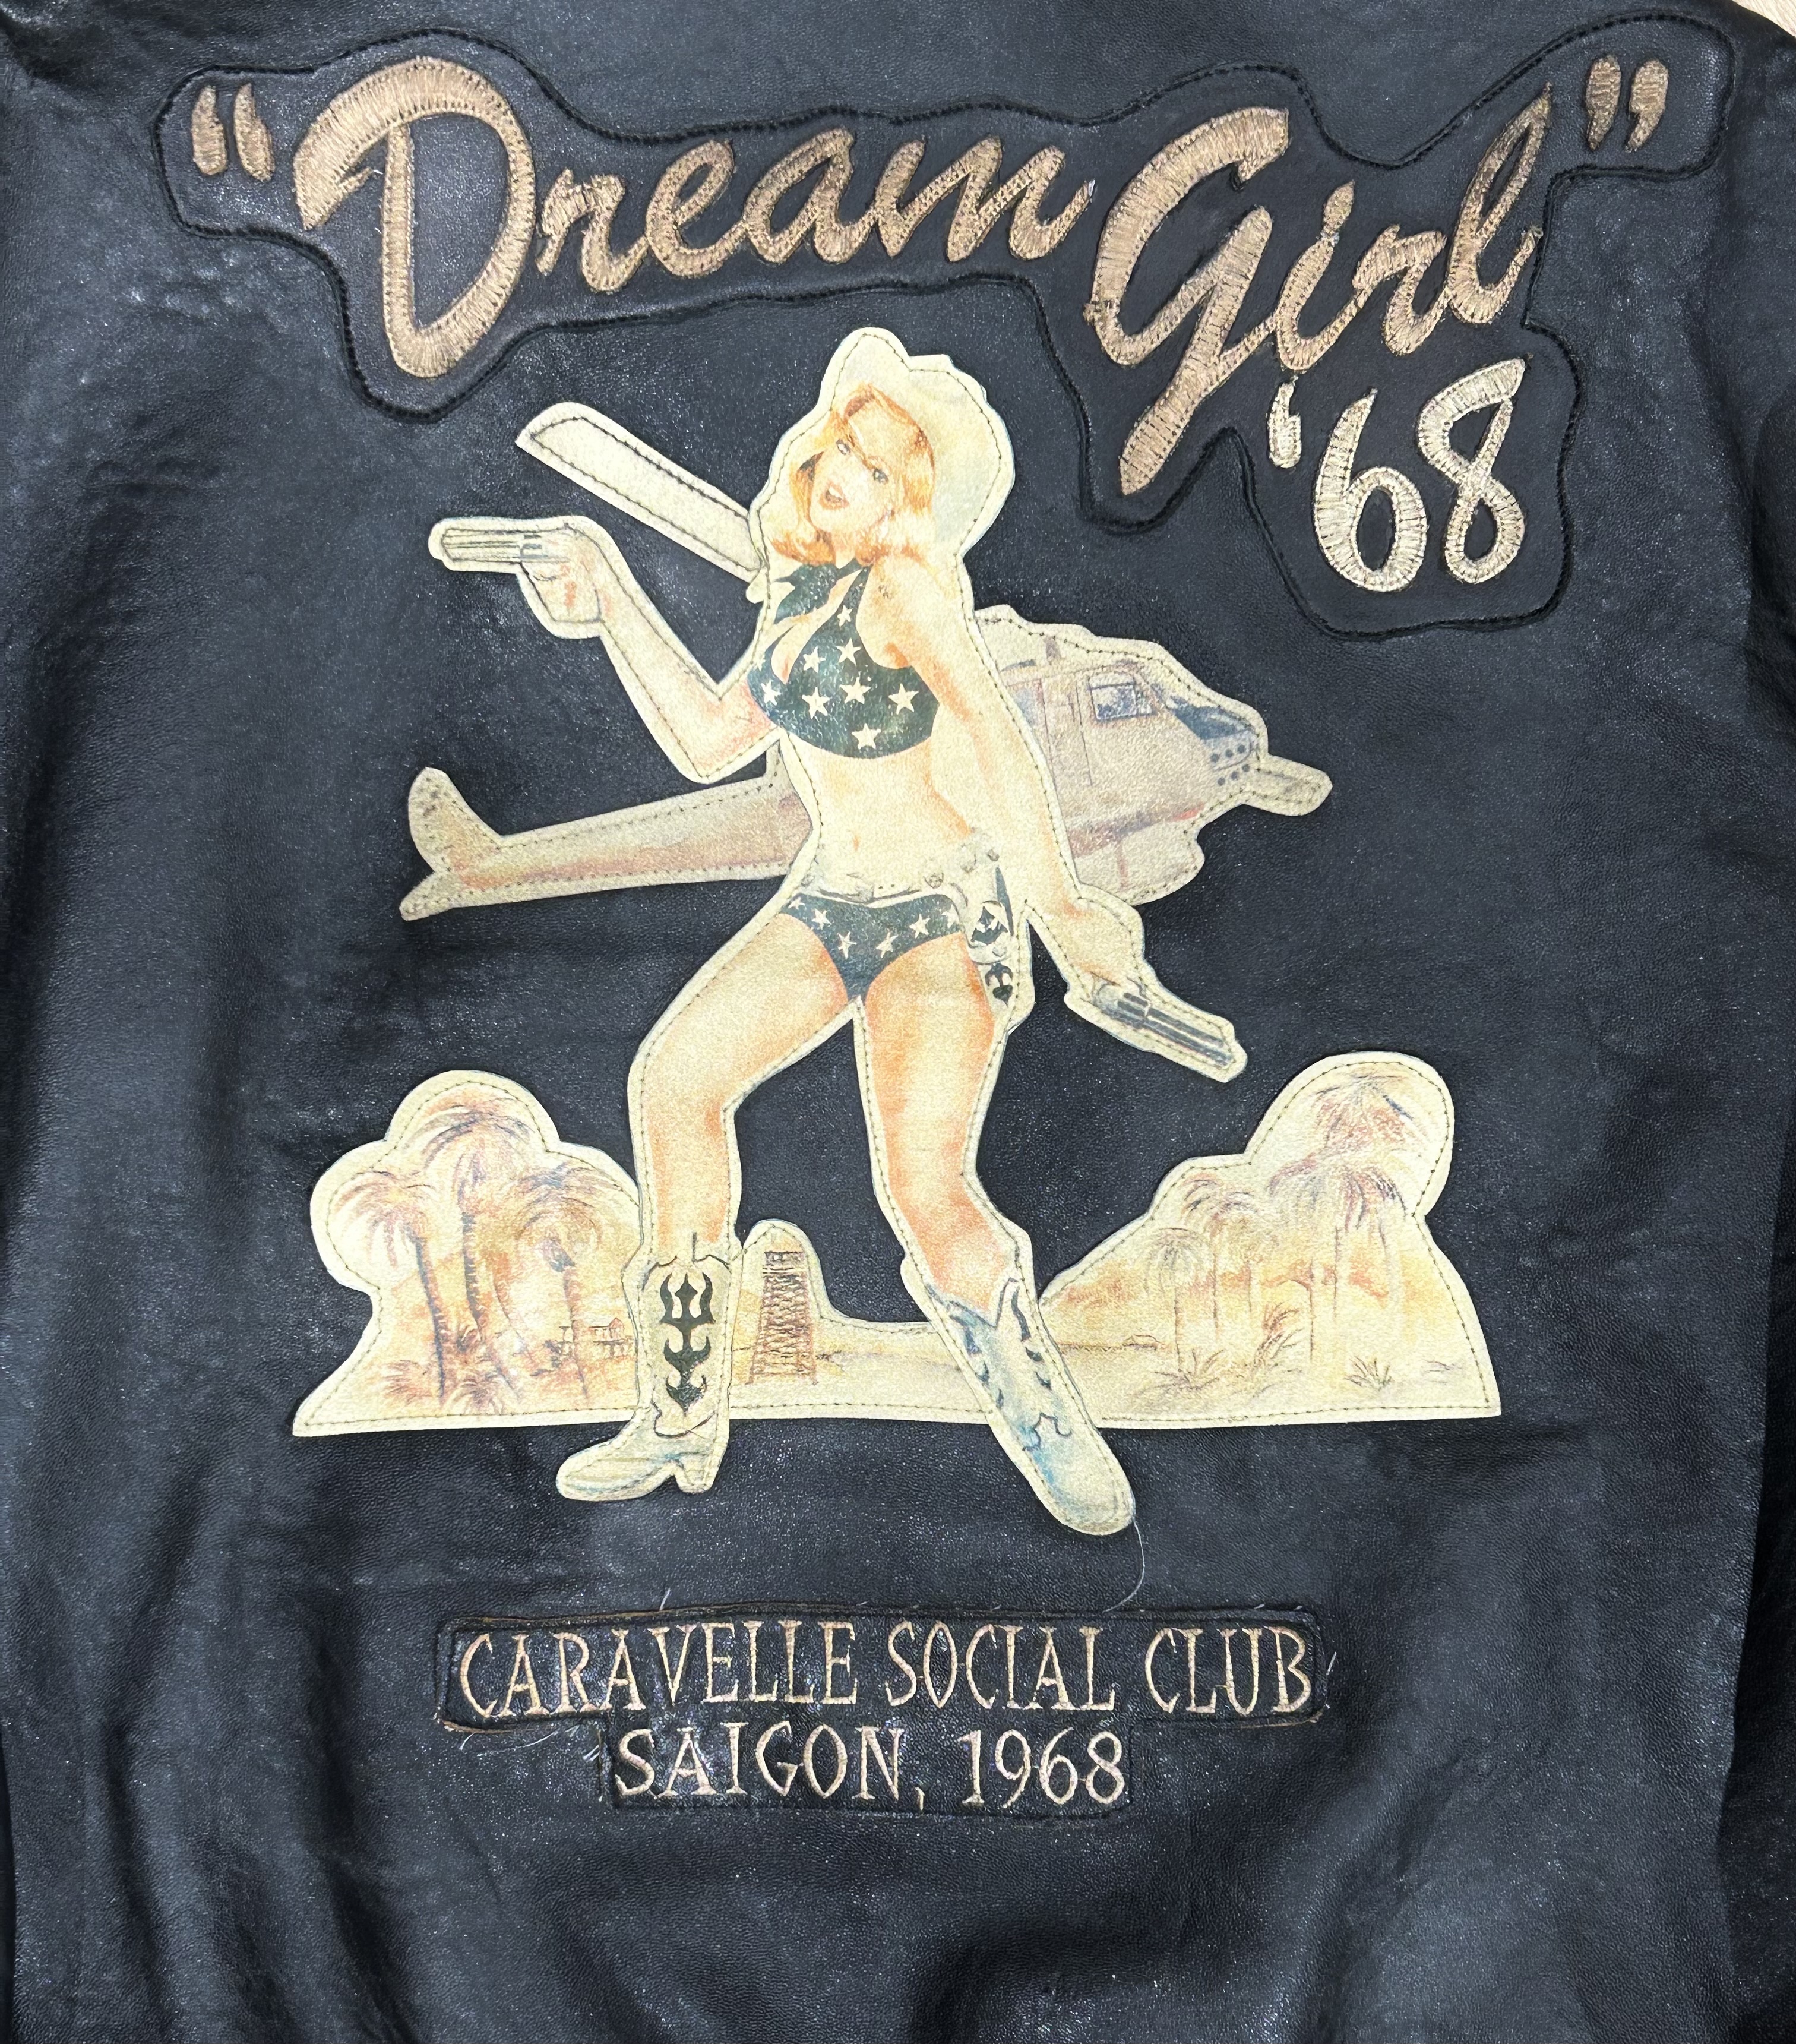 “Dream Girl”
'68
CARAVELLE SOCIAL CLUB
SAIGON, 1968